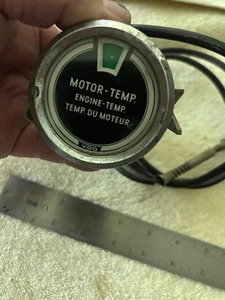 MOTOR-TEMP.
ENGINE-TEMP.
TEMP. DU MOTEUR
VDO